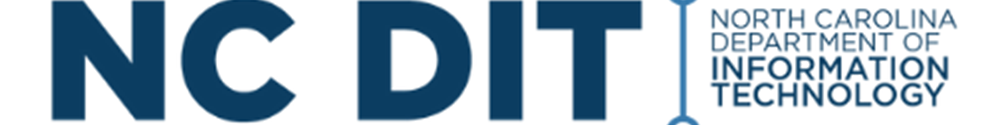 NC DIT
NORTH CAROLINA
DEPARTMENT OF
INFORMATION
TECHNOLOGY